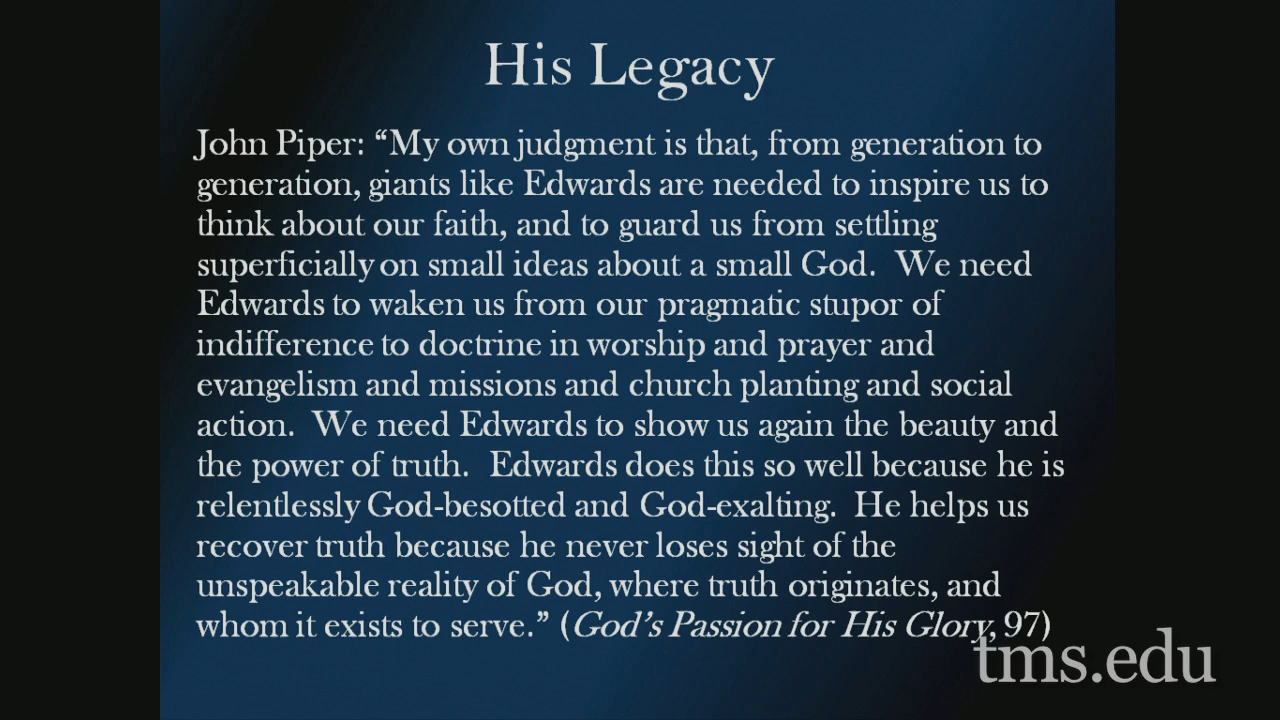 His Legacy
John Piper: “My own judgment is that, from generation to
generation, giants like Edwards are needed to inspire us to
think about our faith, and to guard us from settling
superficially on small ideas about a small God.  We need
Edwards to waken us from our pragmatic stupor of
indifference to doctrine in worship and prayer and
evangelism and missions and church planting and social
action.  We need Edwards to show us again the beauty and
the power of truth.  Edwards does this so well because he is
relentlessly God-besotted and God-exalting.  He helps us
recover truth because he never loses sight of the
unspeakable reality of God, where truth originates, and
whom it exists to serve.” (God’s Passion for His Glory, 97)
tms.edu